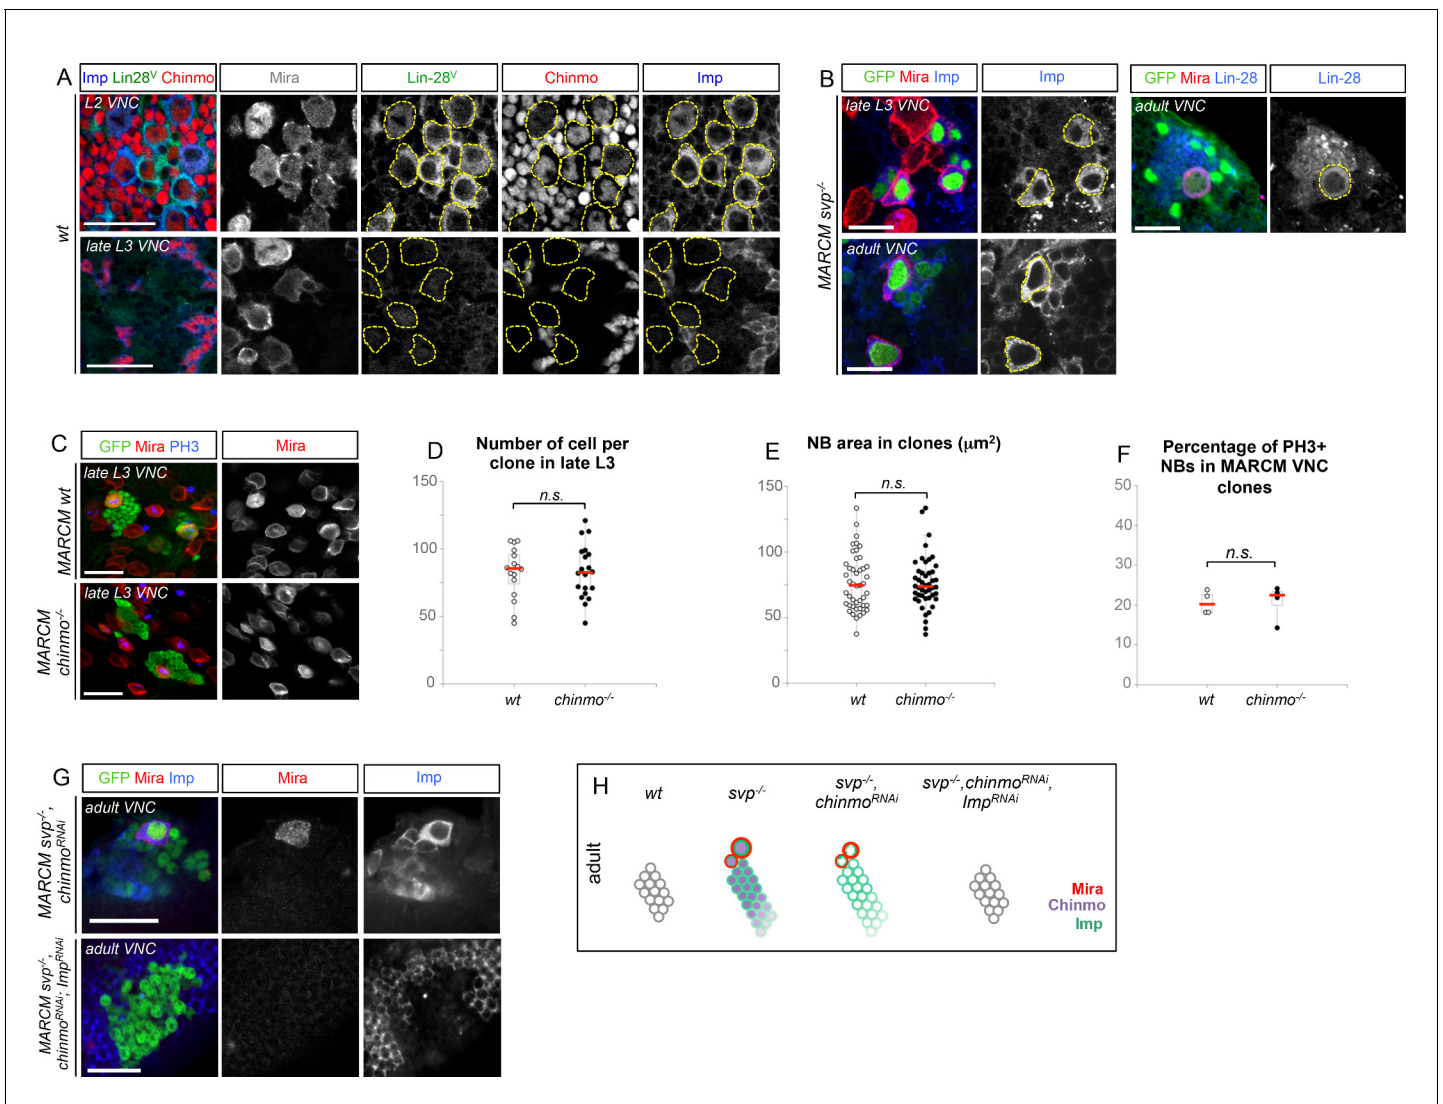 A
Imp Lin28V Chinmo
Mira
Lin-28V
Chinmo
Imp
wt
L2 VNC
late L3 VNC
B
GFP Mira Imp
Imp
GFP Mira Lin-28
Lin-28
MARCM svp-/-
late L3 VNC
adult VNC
adult VNC
C
GFP Mira PH3
Mira
MARCM wt
late L3 VNC
MARCM
chinmo-/-
late L3 VNC
D
Number of cell per
clone in late L3
150
100
50
0
n.s.
wt
chinmo-/-
E
NB area in clones (μm2)
150
100
50
0
n.s.
wt
chinmo-/-
F
Percentage of PH3+
NBs in MARCM VNC
clones
50
40
30
20
10
0
n.s.
wt
chinmo-/-
G
GFP Mira Imp
Mira
Imp
MARCM svp-/-,
chinmoRNAi
adult VNC
MARCM svp-/-,
chinmoRNAi; ImpRNAi
adult VNC
H
wt
svp-/-
svp-/-,
chinmoRNAi
svp-/-,chinmoRNAi,
ImpRNAi
adult
Mira
Chinmo
Imp